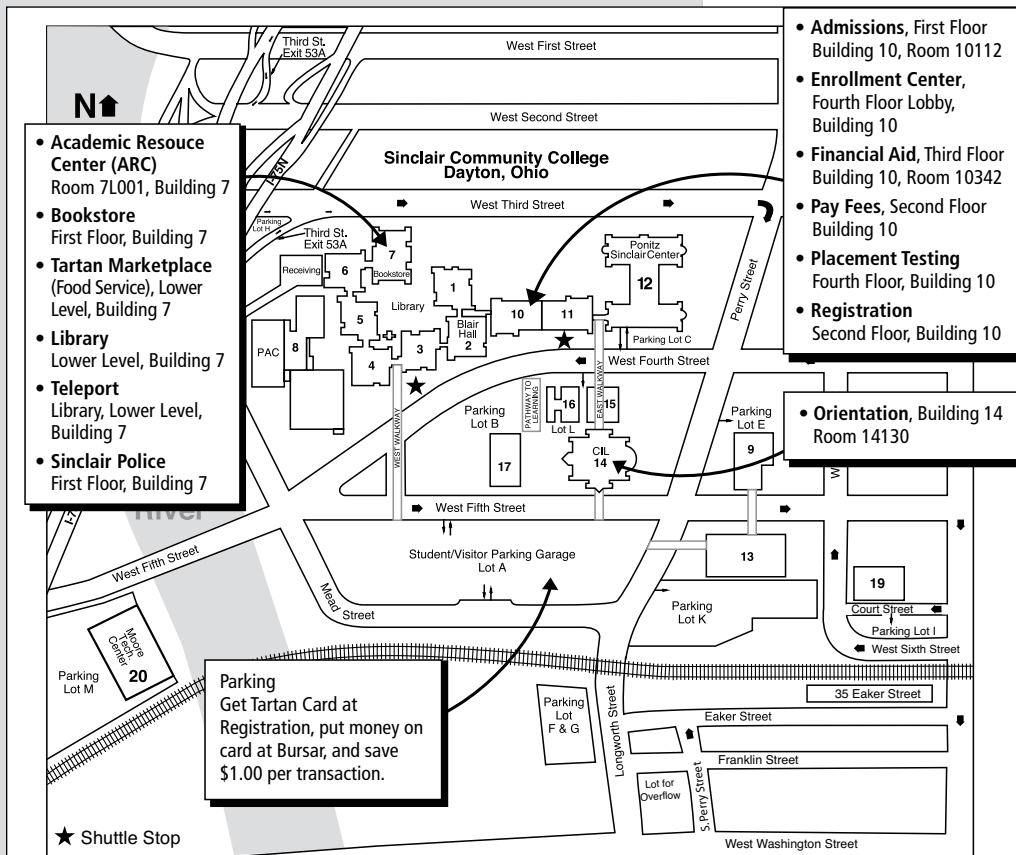 West First Street
Third St.
Exit 53A
West Second Street
N
I-75N
Sinclair Community College
Dayton, Ohio
West Third Street
• Academic Resouce
Center (ARC)
Room 7L001, Building 7
• Bookstore
First Floor, Building 7
• Tartan Marketplace
(Food Service), Lower
Level, Building 7
• Library
Lower Level, Building 7
• Teleport
Library, Lower Level,
Building 7
• Sinclair Police
First Floor, Building 7
• Admissions, First Floor
Building 10, Room 10112
• Enrollment Center,
Fourth Floor Lobby,
Building 10
• Financial Aid, Third Floor
Building 10, Room 10342
• Pay Fees, Second Floor
Building 10
• Placement Testing
Fourth Floor, Building 10
• Registration
Second Floor, Building 10
Parking
Lot H
Third St.
Exit 53A
Receiving
6
7
Bookstore
Library
1
5
PAC
8
4
3
Blair
Hall
2
10
11
Ponitz
Sinclair Center
12
Parking Lot C
Perry Street
West Fourth Street
WEST WALKWAY
Parking
Lot B
PATHWAY TO
LEARNING
16
Lot L
15
EAST WALKWAY
17
CIL
14
Parking
Lot E
9
• Orientation, Building 14
Room 14130
W
River
I-7
West Fifth Street
West Fifth Street
Student/Visitor Parking Garage
Lot A
13
19
Court Street
Parking Lot I
West Sixth Street
Parking
Lot K
Mead Street
Moore
Tech.
Center
20
Parking
Lot M
Parking
Get Tartan Card at
Registration, put money on
card at Bursar, and save
$1.00 per transaction.
Parking
Lot
F & G
Longworth Street
35 Eaker Street
Eaker Street
Franklin Street
Lot for
Overflow
S. Perry Street
West Washington Street
★ Shuttle Stop